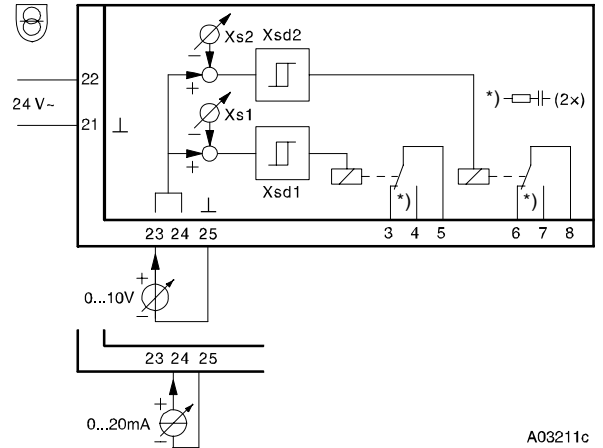 Xs2 Xsd2
−
+
22
24 V~
21 ⊥
*) (2×)
Xs1
−
+
Xsd1
*) *)
⊥
23 24 25 3 4 5 6 7 8
+
0...10V
−
23 24 25
+
0...20mA
−
A03211c